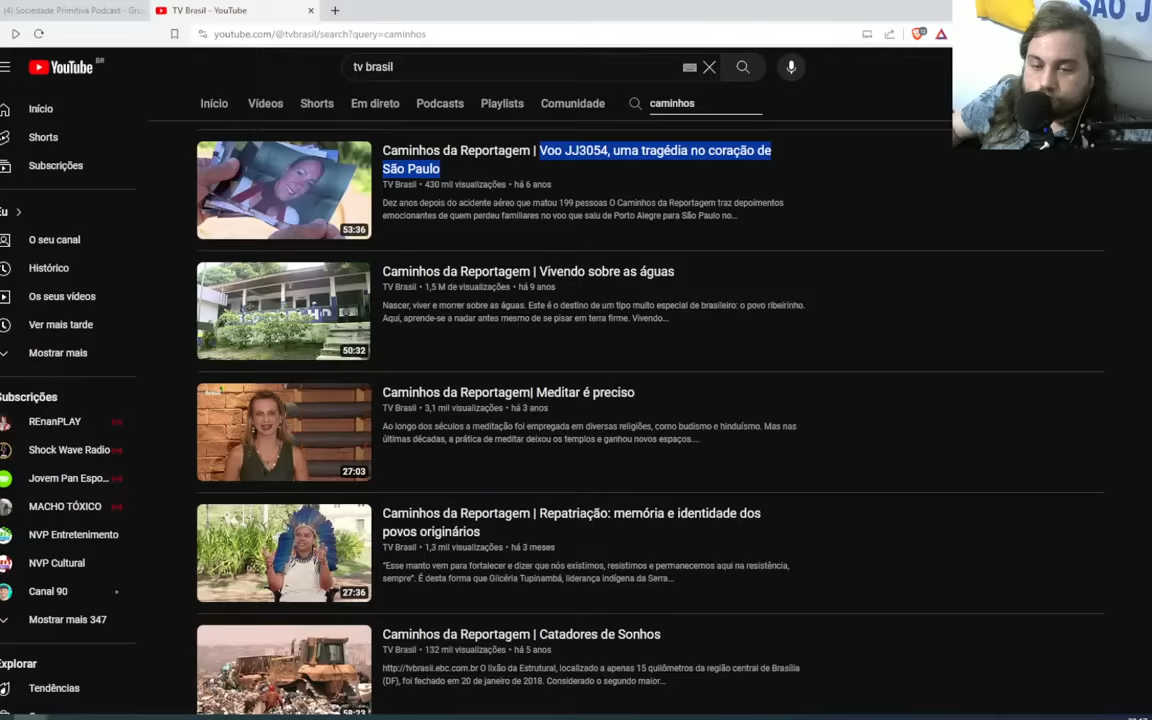 (4) Sociedade Primitiva Podcast - Gru
TV Brasil - YouTube
youtube.com/@tvbrasil/search?query=caminhos
SÃO J
YouTube
BR
tv brasil
Início
Vídeos
Shorts
Em direto
Podcasts
Playlists
Comunidade
caminhos
Início
Shorts
Subscrições
Eu
O seu canal
Histórico
Os seus vídeos
Ver mais tarde
Mostrar mais
Subscrições
REnanPLAY
Shock Wave Radio
Jovem Pan Espo...
MACHO TÓXICO
NVP Entretenimento
NVP Cultural
Canal 90
Mostrar mais 347
Explorar
Tendências
Caminhos da Reportagem | Voo JJ3054, uma tragédia no coração de
São Paulo
TV Brasil • 430 mil visualizações • há 6 anos
Dez anos depois do acidente aéreo que matou 199 pessoas O Caminhos da Reportagem traz depoimentos
emocionantes de quem perdeu familiares no voo que saiu de Porto Alegre para São Paulo no...
53:36
Caminhos da Reportagem | Vivendo sobre as águas
TV Brasil • 1,5 M de visualizações • há 9 anos
Nascer, viver e morrer sobre as águas. Este é o destino de um tipo muito especial de brasileiro: o povo ribeirinho.
Aqui, aprende-se a nadar antes mesmo de se pisar em terra firme. Vivendo...
50:32
Caminhos da Reportagem| Meditar é preciso
TV Brasil • 3,1 mil visualizações • há 3 anos
Ao longo dos séculos a meditação foi empregada em diversas religiões, como budismo e hinduísmo. Mas nas
últimas décadas, a prática de meditar deixou os templos e ganhou novos espaços....
27:03
Caminhos da Reportagem | Repatriação: memória e identidade dos
povos originários
TV Brasil • 1,3 mil visualizações • há 3 meses
"Esse manto vem para fortalecer e dizer que nós existimos, resistimos e permanecemos aqui na resistência,
sempre". É desta forma que Glicéria Tupinambá, liderança indígena da Serra...
27:36
Caminhos da Reportagem | Catadores de Sonhos
TV Brasil • 132 mil visualizações • há 5 anos
http://tvbrasil.ebc.com.br O lixão da Estrutural, localizado a apenas 15 quilômetros da região central de Brasília
(DF), foi fechado em 20 de janeiro de 2018. Considerado o segundo maior...
58:23